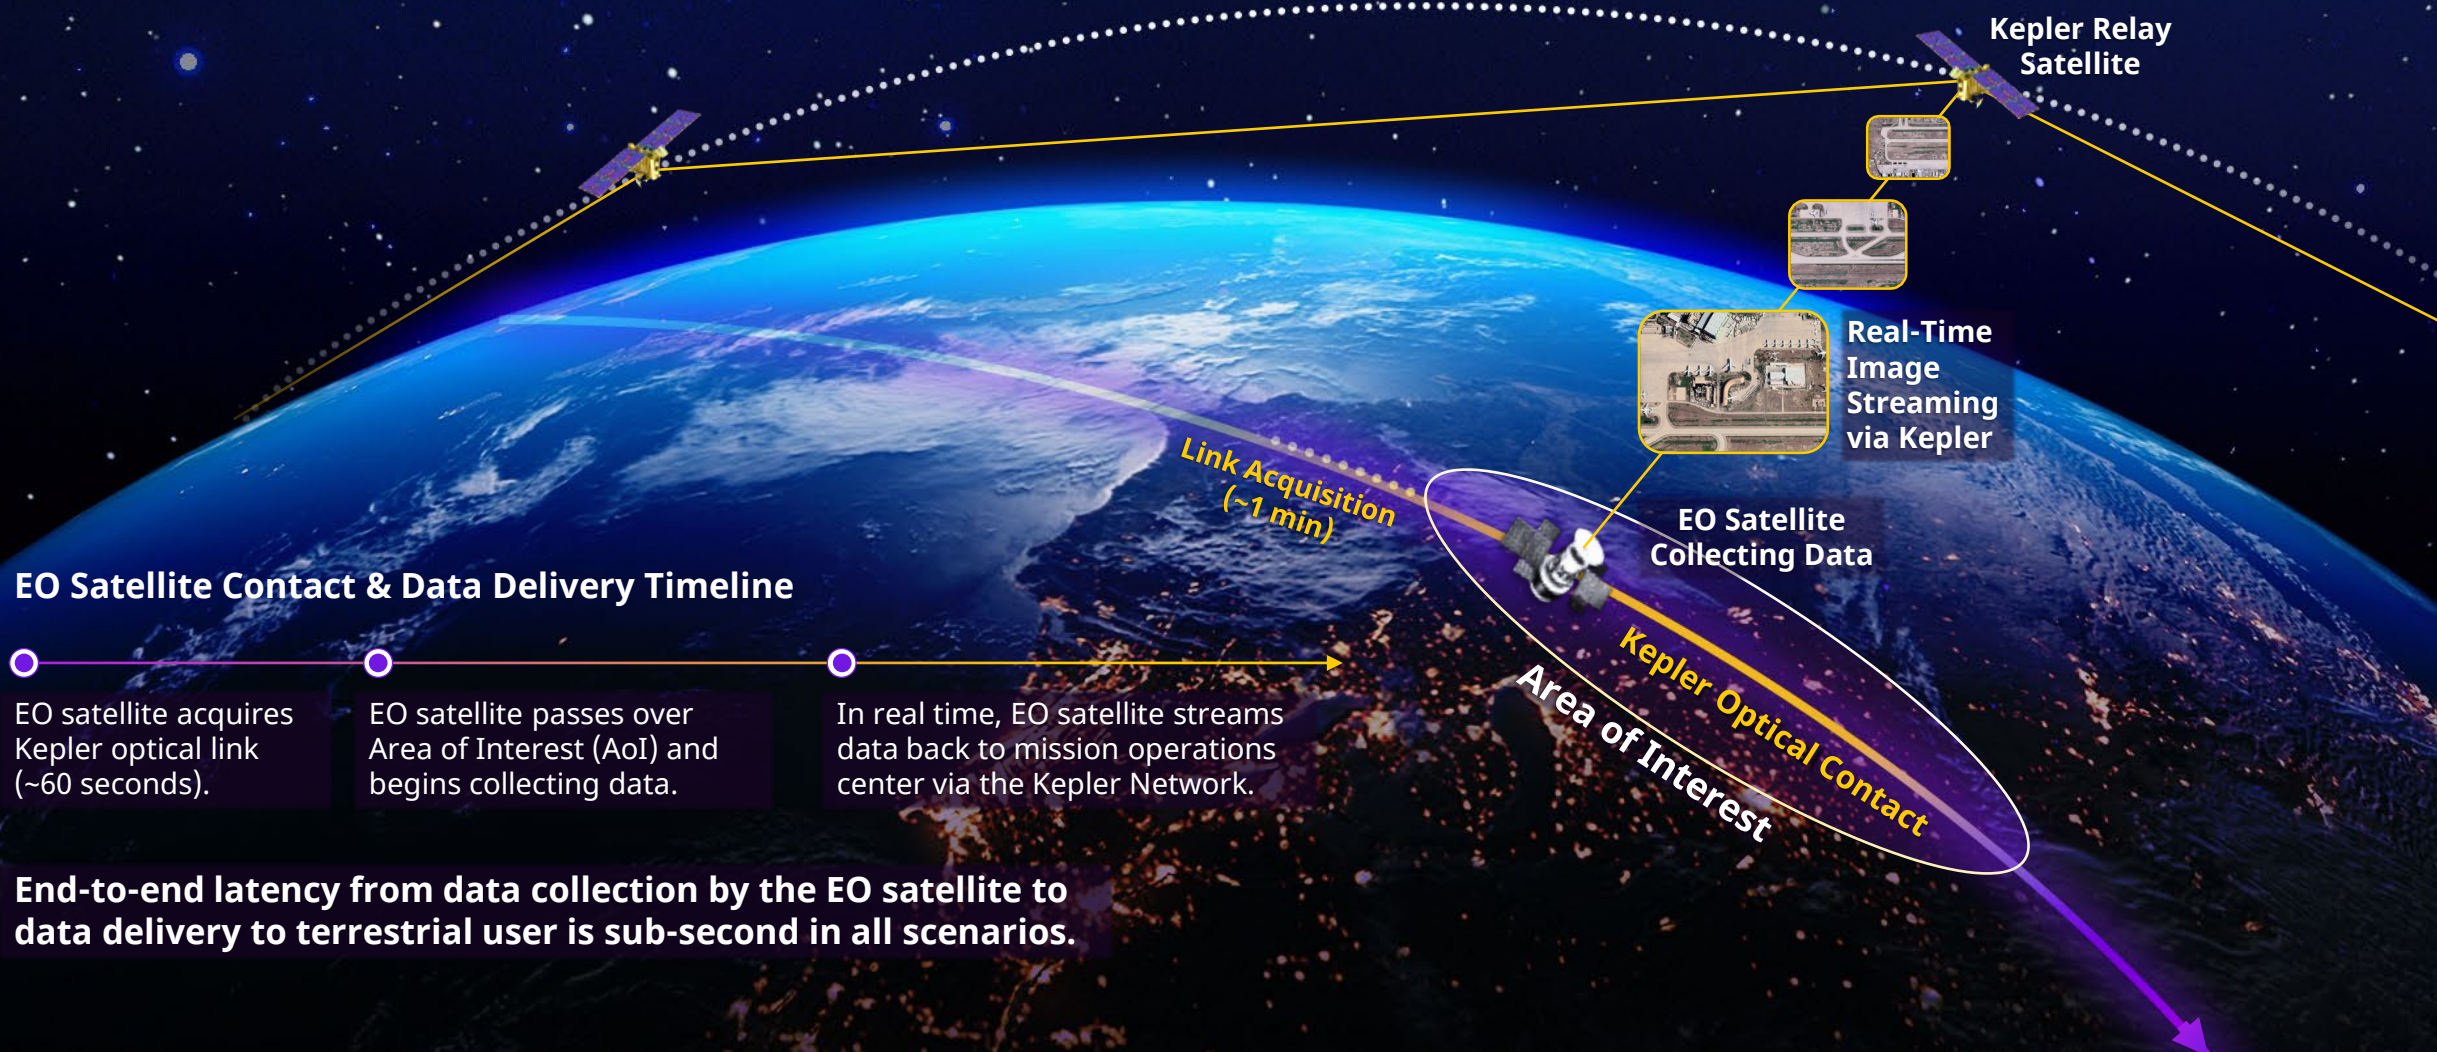 Kepler Relay
Satellite
Real-Time
Image
Streaming
via Kepler
Link Acquisition
(~1 min)
EO Satellite
Collecting Data
Kepler Optical Contact
Area of Interest
EO Satellite Contact & Data Delivery Timeline
EO satellite acquires
Kepler optical link
(~60 seconds).
EO satellite passes over
Area of Interest (AoI) and
begins collecting data.
In real time, EO satellite streams
data back to mission operations
center via the Kepler Network.
End-to-end latency from data collection by the EO satellite to
data delivery to terrestrial user is sub-second in all scenarios.